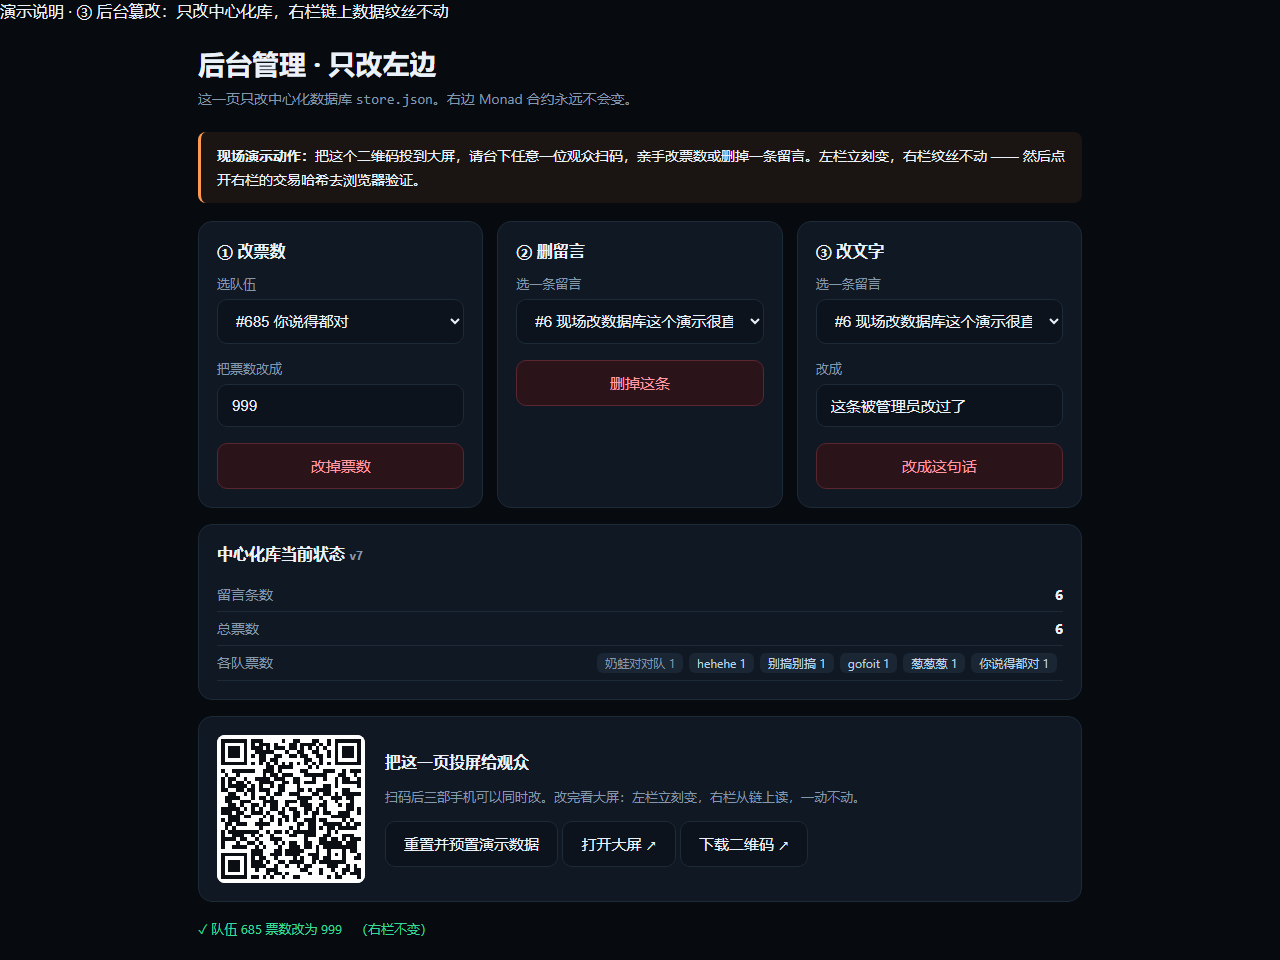 演示说明 · ③ 后台篡改：只改中心化库，右栏链上数据纹丝不动
后台管理 · 只改左边
这一页只改中心化数据库 store.json。右边 Monad 合约永远不会变。
现场演示动作：把这个二维码投到大屏，请台下任意一位观众扫码，亲手改票数或删掉一条留言。左栏立刻变，右栏纹丝不动 —— 然后点
开右栏的交易哈希去浏览器验证。
① 改票数
选队伍
#685 你说得都对
把票数改成
999
改掉票数
② 删留言
选一条留言
#6 现场改数据库这个演示很直
删掉这条
③ 改文字
选一条留言
#6 现场改数据库这个演示很直
改成
这条被管理员改过了
改成这句话
中心化库当前状态 v7
留言条数 6
总票数 6
各队票数 奶蛙对对队 1 hehehe 1 别搞别搞 1 gofoit 1 葱葱葱 1 你说得都对 1
把这一页投屏给观众
扫码后三部手机可以同时改。改完看大屏：左栏立刻变，右栏从链上读，一动不动。
重置并预置演示数据 打开大屏 ↗ 下载二维码 ↗
✓ 队伍 685 票数改为 999 （右栏不变）